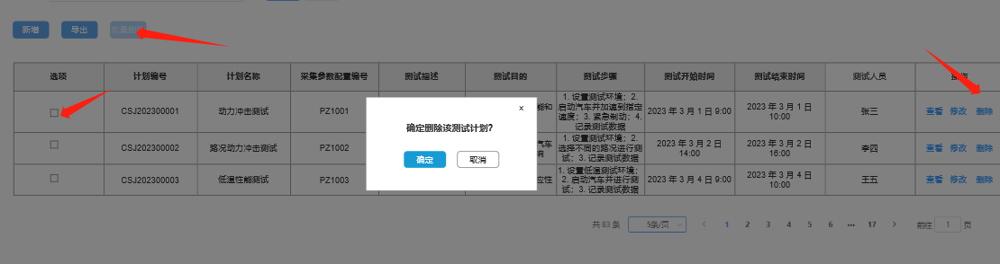 新增 导出 批量删除
选项 计划编号 计划名称 采集参数配置编号 测试描述 测试目的 测试步骤 测试开始时间 测试结束时间 测试人员
CSJ202300001 动力冲击测试 PZ1001 能和 1. 设置测试环境；2. 启动汽车并加速到指定速度；3. 紧急制动；4. 记录测试数据 2023 年 3 月 1 日 9:00 2023 年 3 月 1 日 10:00 张三 查看 修改 删除
×
确定删除该测试计划？
确定 取消
CSJ202300002 路况动力冲击测试 PZ1002 汽车 响 1. 设置测试环境；2. 选择不同的路况进行测试；3. 记录测试数据 2023 年 3 月 2 日 14:00 2023 年 3 月 2 日 16:00 李四 查看 修改 删除
CSJ202300003 低温性能测试 PZ1003 应性 1. 设置低温测试环境；2. 启动汽车并进行测试；3. 记录测试数据 2023 年 3 月 4 日 9:00 2023 年 3 月 4 日 10:00 王五 查看 修改 删除
共 83 条 5条/页 < 1 2 3 4 5 6 ••• 17 > 前往 1 页